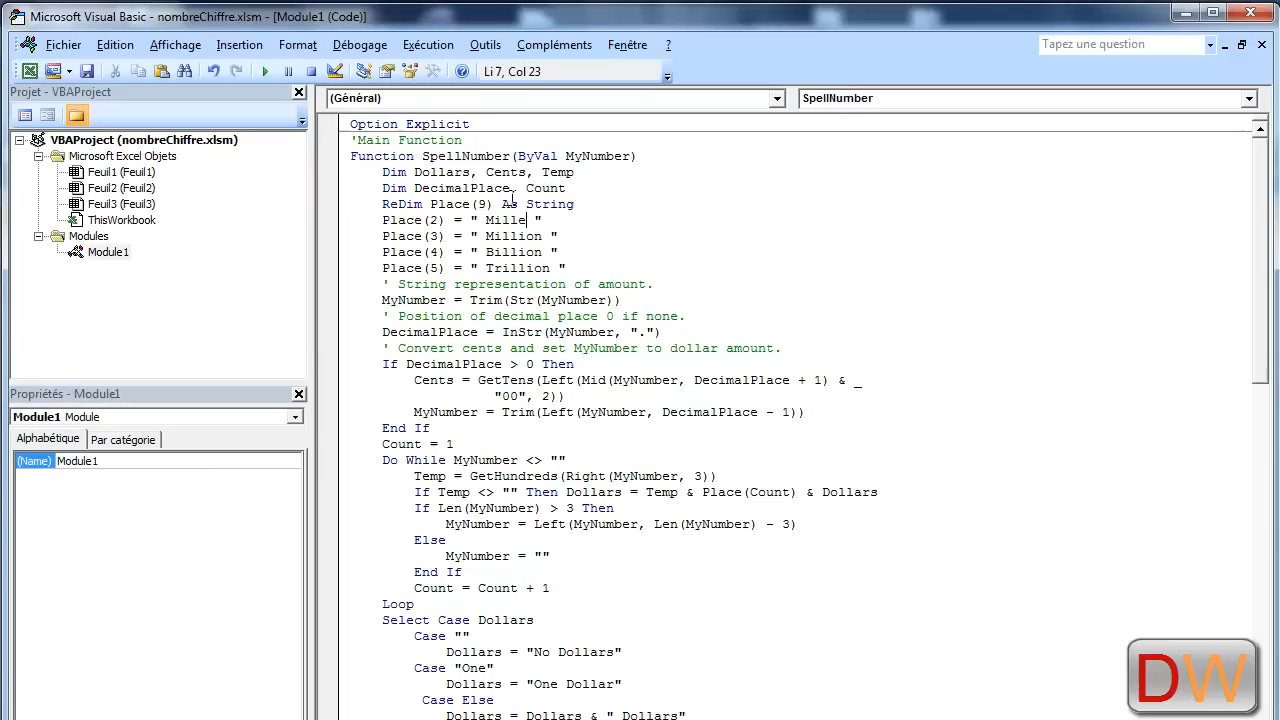 Microsoft Visual Basic - nombreChiffre.xlsm - [Module1 (Code)]
Fichier Edition Affichage Insertion Format Débogage Exécution Outils Compléments Fenêtre ?
Tapez une question
Li 7, Col 23
Projet - VBAProject
(Général)
SpellNumber
VBAProject (nombreChiffre.xlsm)
Microsoft Excel Objets
Feuil1 (Feuil1)
Feuil2 (Feuil2)
Feuil3 (Feuil3)
ThisWorkbook
Modules
Module1
Propriétés - Module1
Module1 Module
Alphabétique Par catégorie
(Name) Module1
Option Explicit
'Main Function
Function SpellNumber(ByVal MyNumber)
Dim Dollars, Cents, Temp
Dim DecimalPlace, Count
ReDim Place(9) As String
Place(2) = " Mille "
Place(3) = " Million "
Place(4) = " Billion "
Place(5) = " Trillion "
' String representation of amount.
MyNumber = Trim(Str(MyNumber))
' Position of decimal place 0 if none.
DecimalPlace = InStr(MyNumber, ".")
' Convert cents and set MyNumber to dollar amount.
If DecimalPlace > 0 Then
Cents = GetTens(Left(Mid(MyNumber, DecimalPlace + 1) & _
"00", 2))
MyNumber = Trim(Left(MyNumber, DecimalPlace - 1))
End If
Count = 1
Do While MyNumber <> ""
Temp = GetHundreds(Right(MyNumber, 3))
If Temp <> "" Then Dollars = Temp & Place(Count) & Dollars
If Len(MyNumber) > 3 Then
MyNumber = Left(MyNumber, Len(MyNumber) - 3)
Else
MyNumber = ""
End If
Count = Count + 1
Loop
Select Case Dollars
Case ""
Dollars = "No Dollars"
Case "One"
Dollars = "One Dollar"
Case Else
Dollars = Dollars & " Dollars"
DW